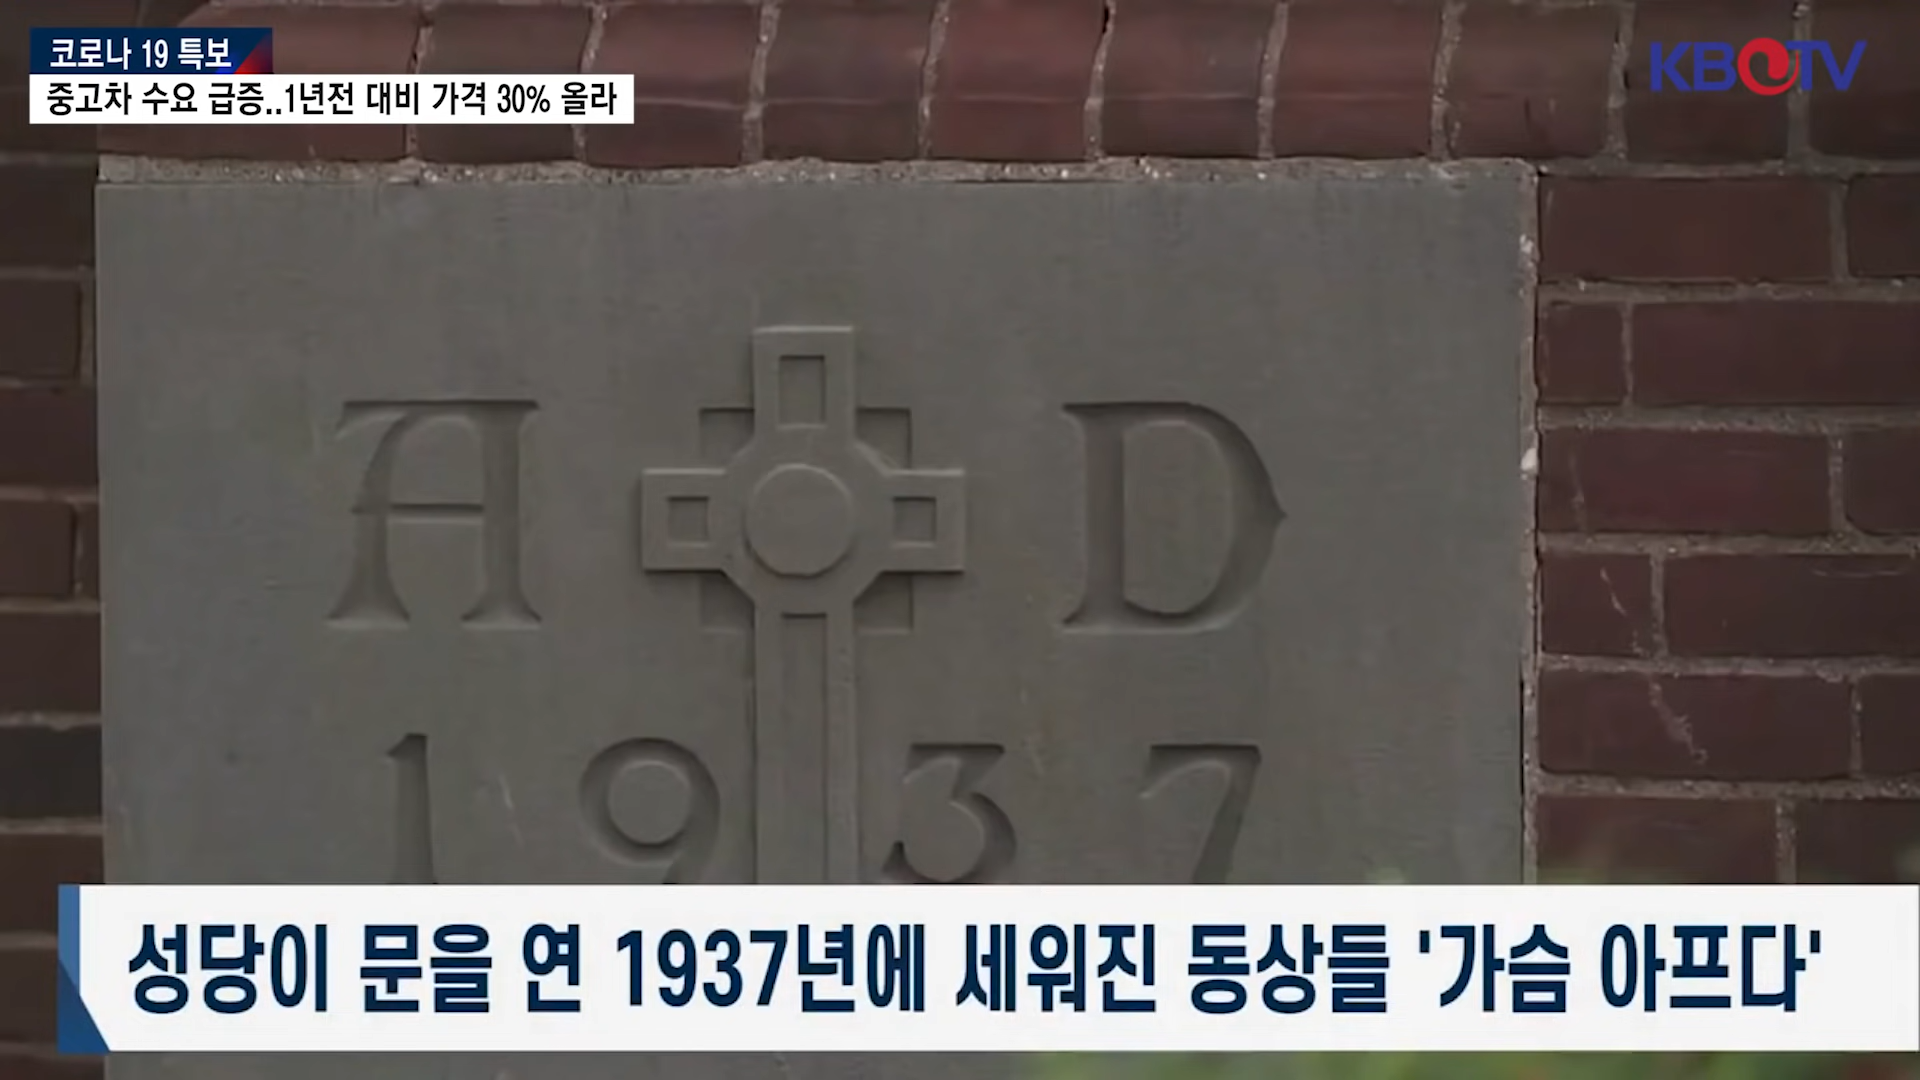 코로나 19 특보
중고차 수요 급증..1년전 대비 가격 30% 올라
KBOTV
A D
1937
성당이 문을 연 1937년에 세워진 동상들 '가슴 아프다'